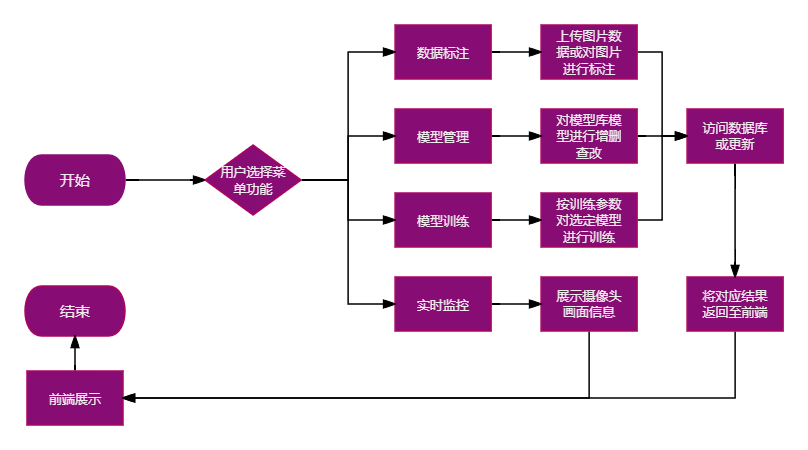 开始
用户选择菜
单功能
数据标注
上传图片数
据或对图片
进行标注
模型管理
对模型库模
型进行增删
查改
模型训练
按训练参数
对选定模型
进行训练
实时监控
展示摄像头
画面信息
访问数据库
或更新
将对应结果
返回至前端
前端展示
结束